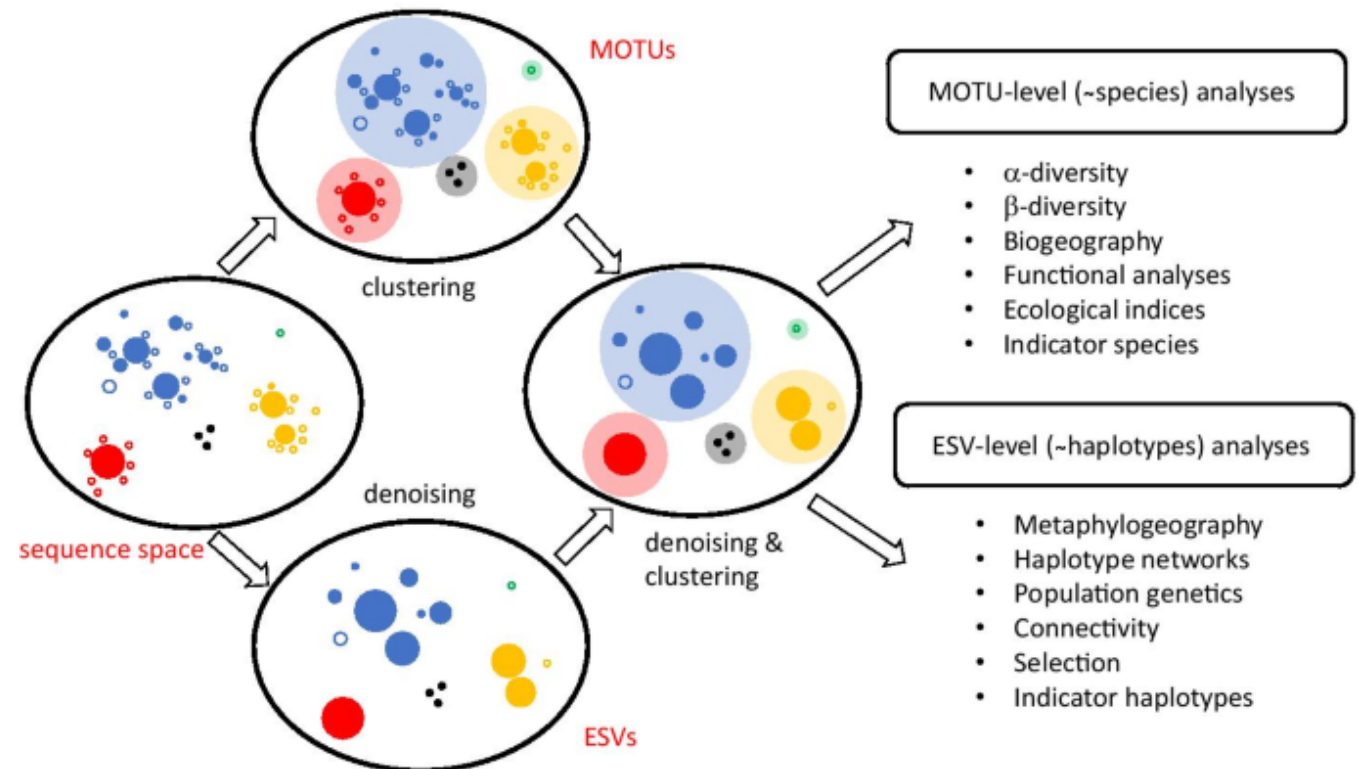 MOTUs
clustering
sequence space
denoising
ESVs
denoising &
clustering
MOTU-level (~species) analyses
• α-diversity
• β-diversity
• Biogeography
• Functional analyses
• Ecological indices
• Indicator species
ESV-level (~haplotypes) analyses
• Metaphylogeography
• Haplotype networks
• Population genetics
• Connectivity
• Selection
• Indicator haplotypes